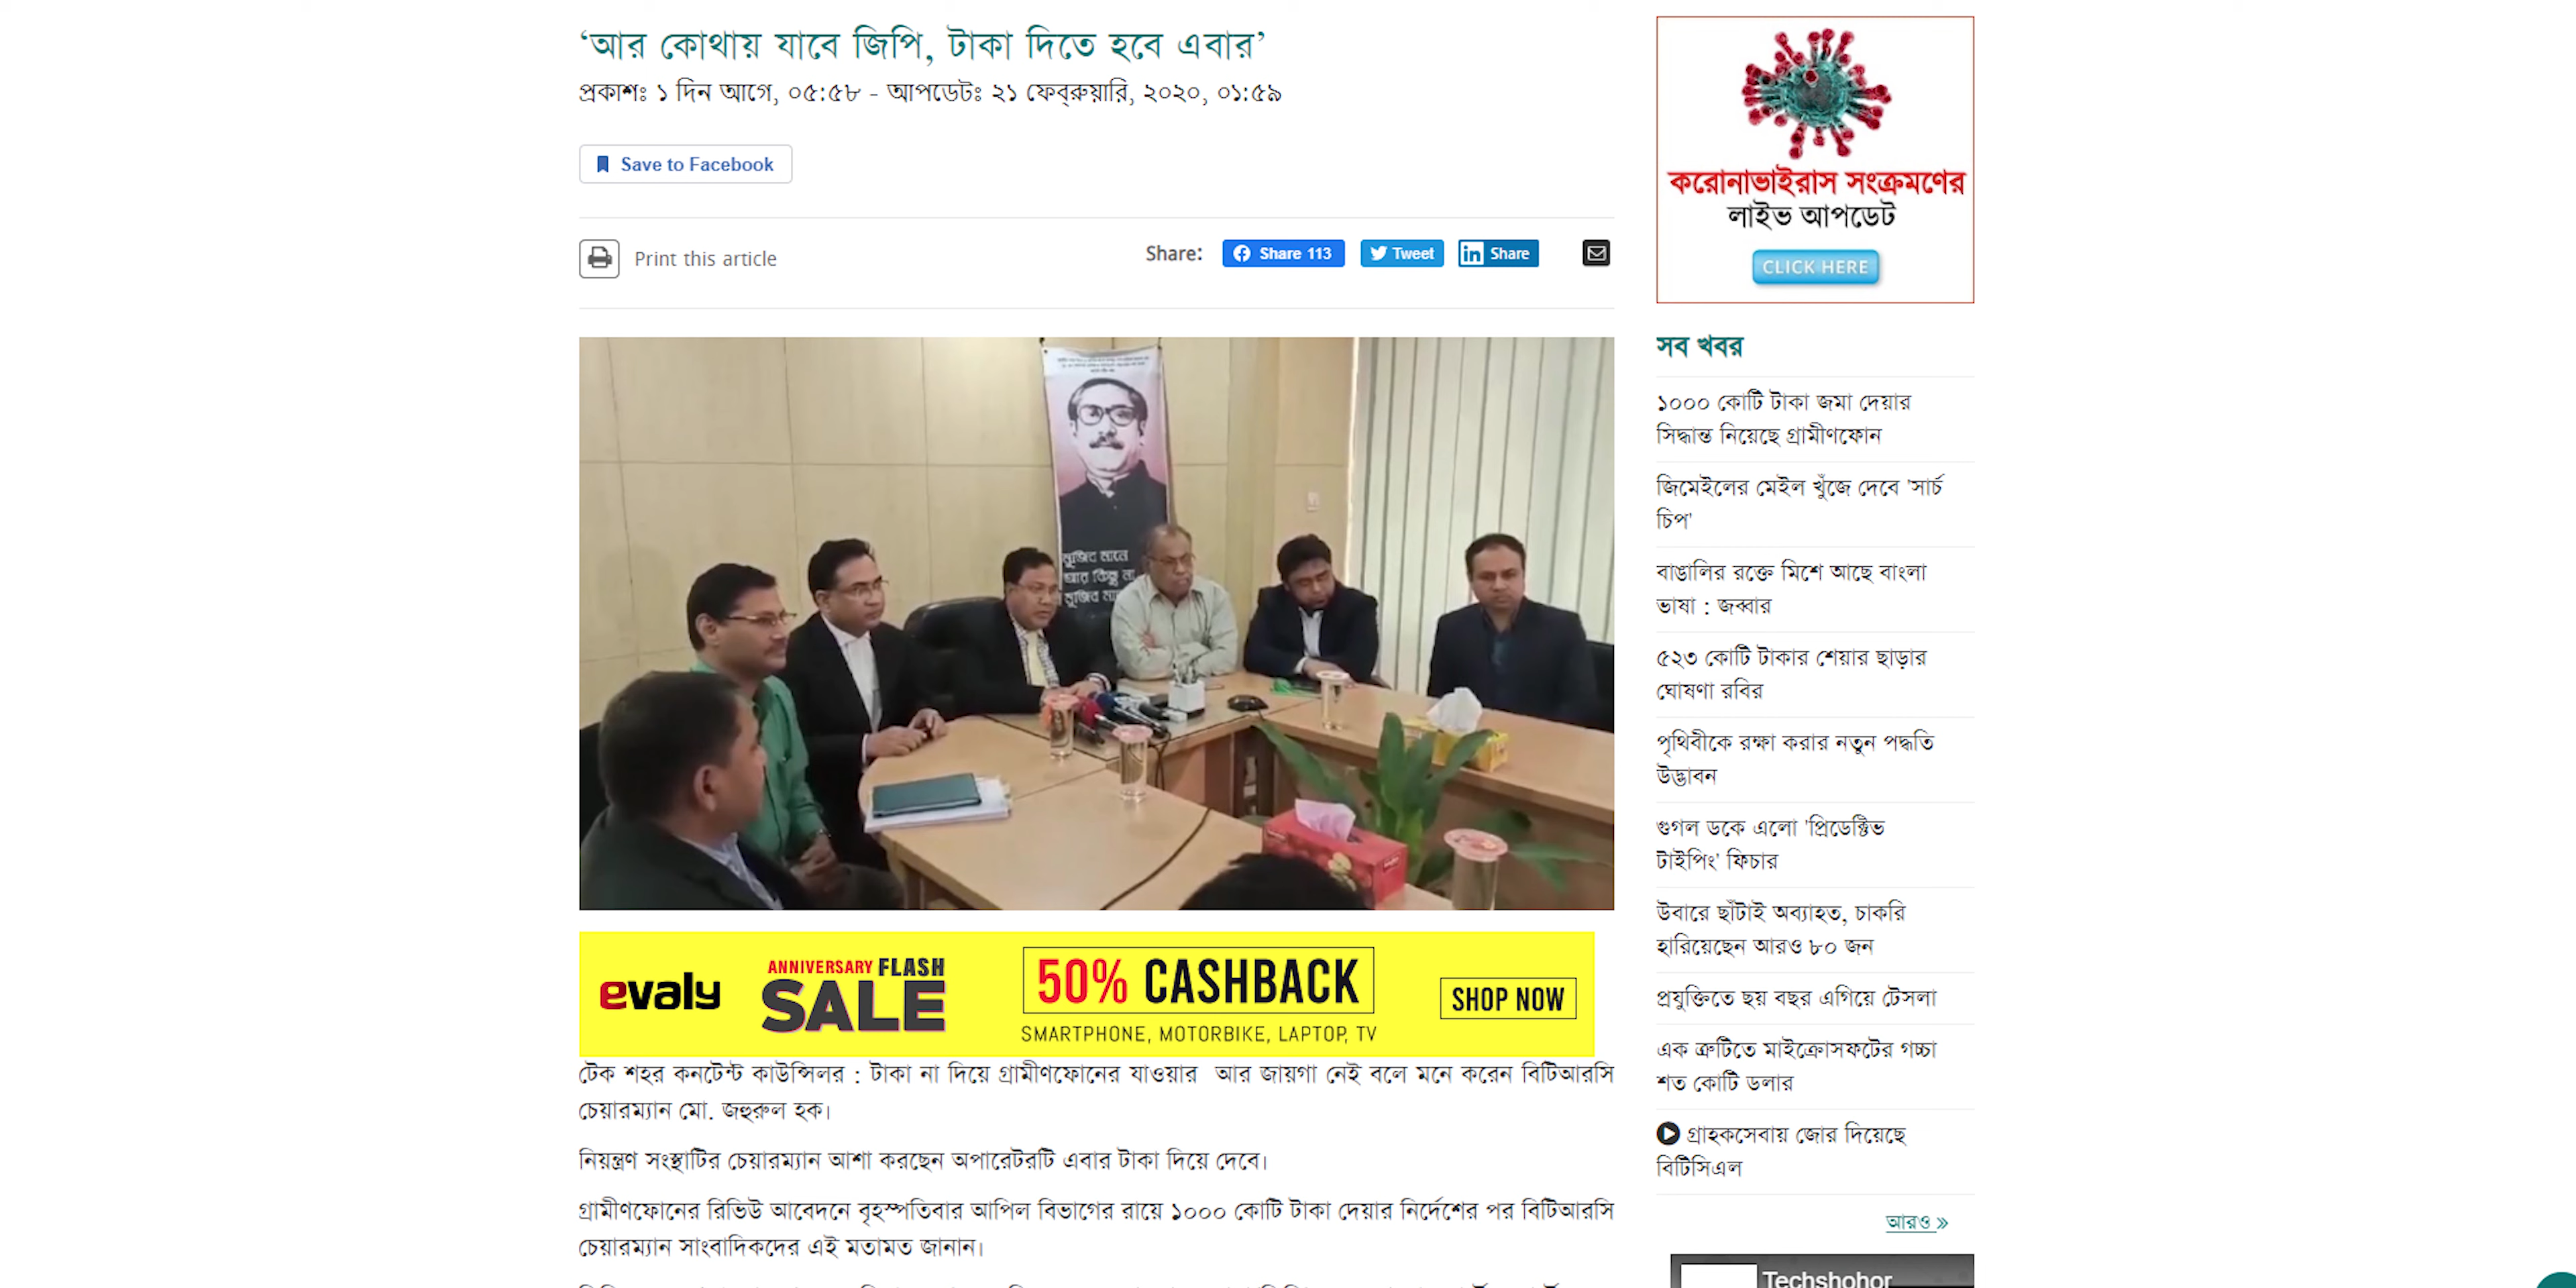 ‘আর কোথায় যাবে জিপি, টাকা দিতে হবে এবার’
প্রকাশঃ ১ দিন আগে, ০৫:৫৮ - আপডেটঃ ২১ ফেব্রুয়ারি, ২০২০, ০১:৫৯
Save to Facebook
Print this article
Share:
Share 113
Tweet
in Share
মুজিব মানে
আর কিছু না
মুজিব
evaly
ANNIVERSARY FLASH
SALE
50% CASHBACK
SMARTPHONE, MOTORBIKE, LAPTOP, TV
SHOP NOW
টেক শহর কনটেন্ট কাউন্সিলর : টাকা না দিয়ে গ্রামীণফোনের যাওয়ার আর জায়গা নেই বলে মনে করেন বিটিআরসি
চেয়ারম্যান মো. জহুরুল হক।
নিয়ন্ত্রণ সংস্থাটির চেয়ারম্যান আশা করছেন অপারেটরটি এবার টাকা দিয়ে দেবে।
গ্রামীণফোনের রিভিউ আবেদনে বৃহস্পতিবার আপিল বিভাগের রায়ে ১০০০ কোটি টাকা দেয়ার নির্দেশের পর বিটিআরসি
চেয়ারম্যান সাংবাদিকদের এই মতামত জানান।
করোনাভাইরাস সংক্রমণের
লাইভ আপডেট
CLICK HERE
সব খবর
১০০০ কোটি টাকা জমা দেয়ার
সিদ্ধান্ত নিয়েছে গ্রামীণফোন
জিমেইলের মেইল খুঁজে দেবে 'সার্চ
চিপ'
বাঙালির রক্তে মিশে আছে বাংলা
ভাষা : জব্বার
৫২৩ কোটি টাকার শেয়ার ছাড়ার
ঘোষণা রবির
পৃথিবীকে রক্ষা করার নতুন পদ্ধতি
উদ্ভাবন
গুগল ডকে এলো 'প্রিডেক্টিভ
টাইপিং' ফিচার
উবারে ছাঁটাই অব্যাহত, চাকরি
হারিয়েছেন আরও ৮০ জন
প্রযুক্তিতে ছয় বছর এগিয়ে টেসলা
এক ত্রুটিতে মাইক্রোসফটের গচ্চা
শত কোটি ডলার
গ্রাহকসেবায় জোর দিয়েছে
বিটিসিএল
আরও »
Techshohor